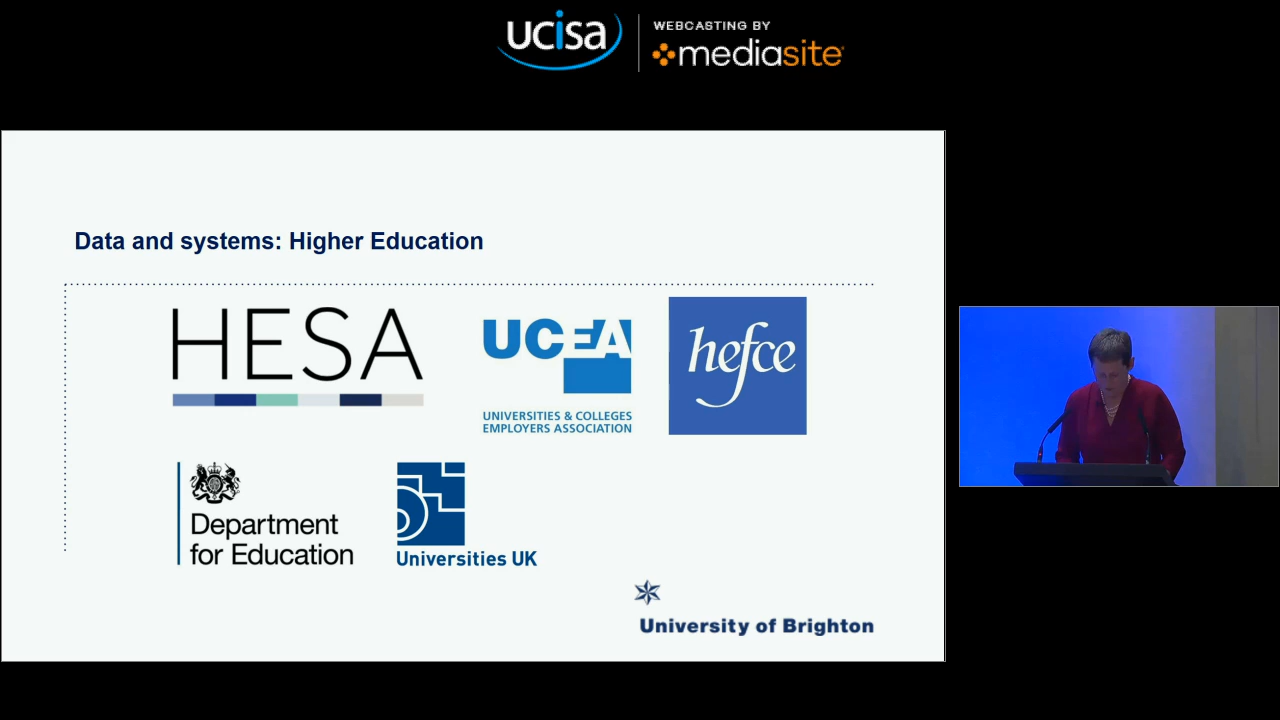 ucisa
WEBCASTING BY
mediasite
Data and systems: Higher Education
HESA
UCEA
UNIVERSITIES & COLLEGES
EMPLOYERS ASSOCIATION
hefce
Department
for Education
Universities UK
University of Brighton